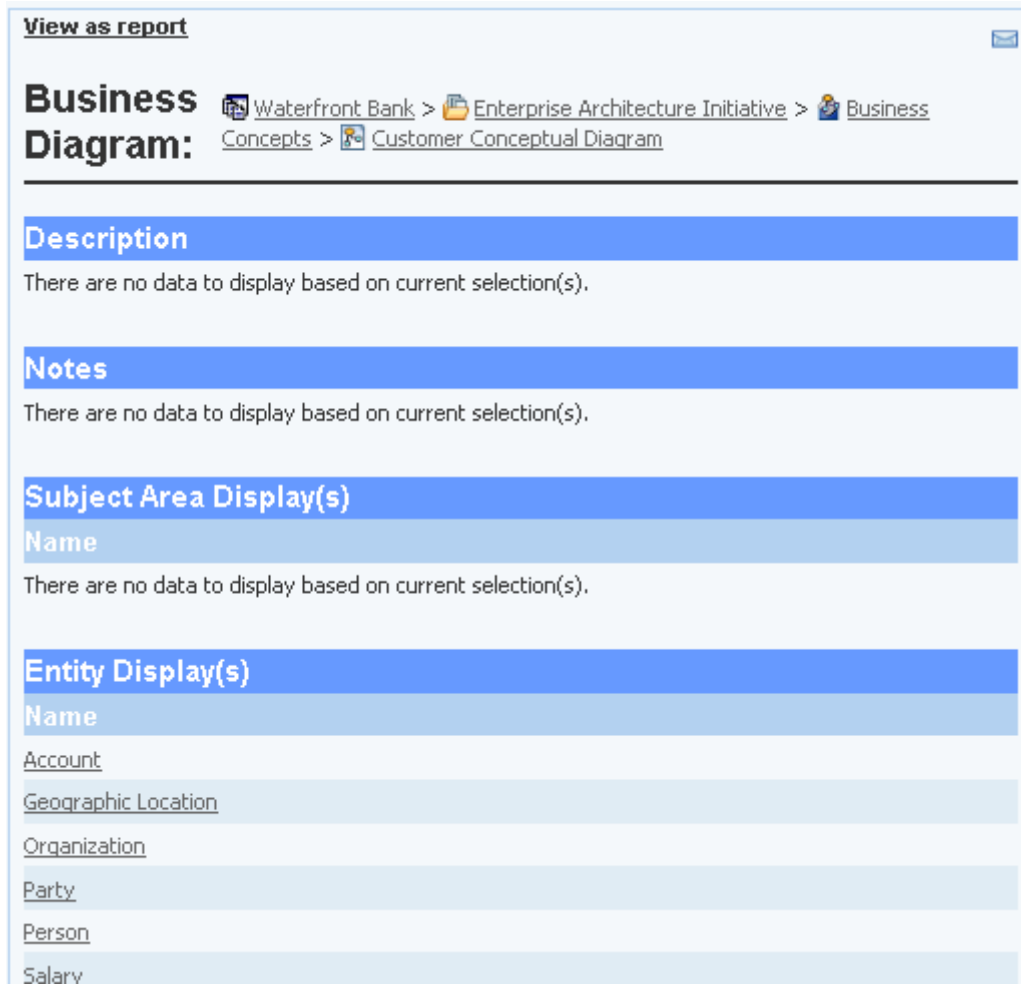 View as report
Business Diagram:
Waterfront Bank > Enterprise Architecture Initiative > Business
Concepts > Customer Conceptual Diagram
Description
There are no data to display based on current selection(s).
Notes
There are no data to display based on current selection(s).
Subject Area Display(s)
Name
There are no data to display based on current selection(s).
Entity Display(s)
Name
Account
Geographic Location
Organization
Party
Person
Salary